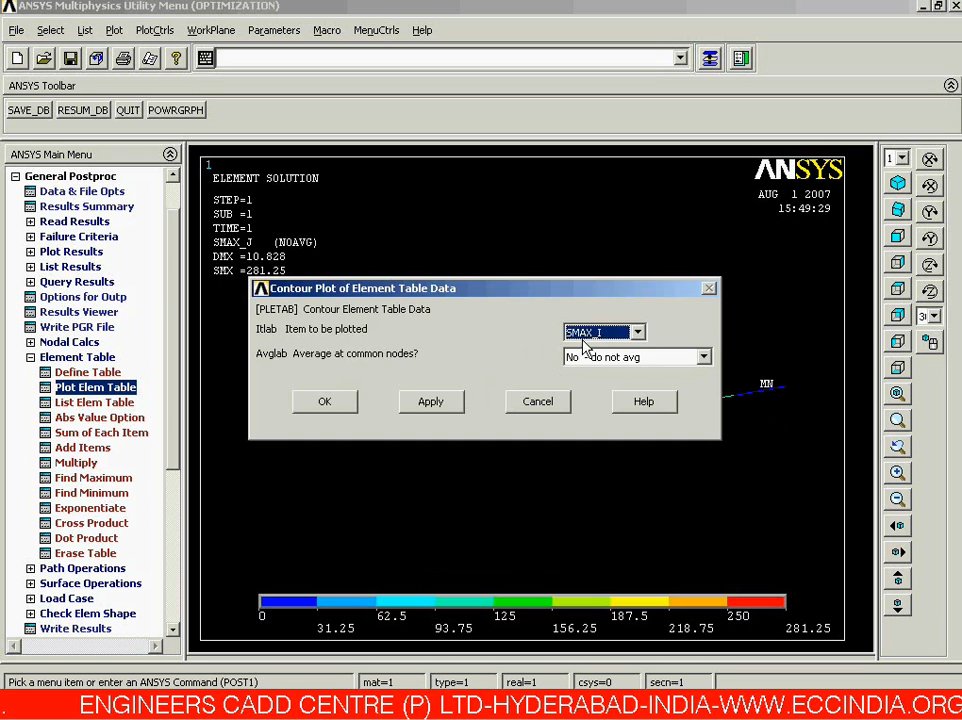 ANSYS Multiphysics Utility Menu (OPTIMIZATION)
File Select List Plot PlotCtrls WorkPlane Parameters Macro MenuCtrls Help
ANSYS Toolbar
SAVE_DB RESUM_DB QUIT POWRGRPH
ANSYS Main Menu
General Postproc
Data & File Opts
Results Summary
Read Results
Failure Criteria
Plot Results
List Results
Query Results
Options for Outp
Results Viewer
Write PGR File
Nodal Calcs
Element Table
Define Table
Plot Elem Table
List Elem Table
Abs Value Option
Sum of Each Item
Add Items
Multiply
Find Maximum
Find Minimum
Exponentiate
Cross Product
Dot Product
Erase Table
Path Operations
Surface Operations
Load Case
Check Elem Shape
Write Results
1
ELEMENT SOLUTION
STEP=1
SUB =1
TIME=1
SMAX_J (NOAVG)
DMX =10.828
SMX =281.25
ANSYS
AUG 1 2007
15:49:29
Contour Plot of Element Table Data
[PLETAB] Contour Element Table Data
Itlab Item to be plotted SMAX_I
Avglab Average at common nodes? No - do not avg
OK Apply Cancel Help
MN
0 62.5 125 187.5 250
31.25 93.75 156.25 218.75 281.25
1
Pick a menu item or enter an ANSYS Command (POST1) mat=1 type=1 real=1 csys=0 secn=1
. ENGINEERS CADD CENTRE (P) LTD-HYDERABAD-INDIA-WWW.ECCINDIA.ORG